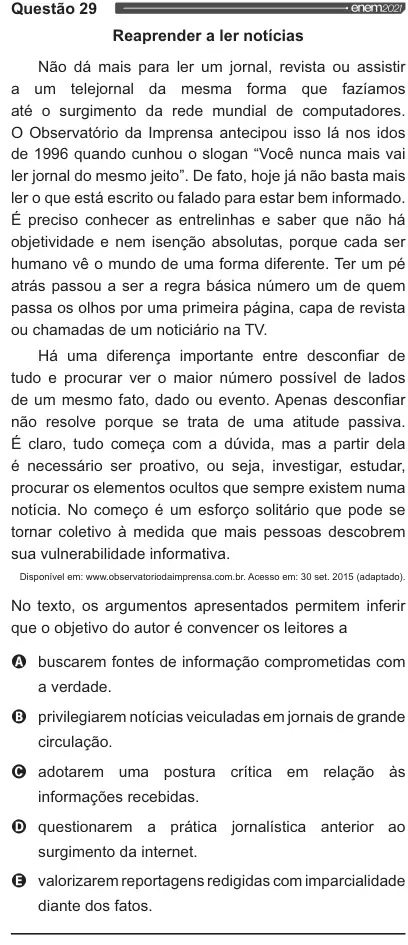 Questão 29 enem2021
Reaprender a ler notícias
Não dá mais para ler um jornal, revista ou assistir
a um telejornal da mesma forma que fazíamos
até o surgimento da rede mundial de computadores.
O Observatório da Imprensa antecipou isso lá nos idos
de 1996 quando cunhou o slogan “Você nunca mais vai
ler jornal do mesmo jeito”. De fato, hoje já não basta mais
ler o que está escrito ou falado para estar bem informado.
É preciso conhecer as entrelinhas e saber que não há
objetividade e nem isenção absolutas, porque cada ser
humano vê o mundo de uma forma diferente. Ter um pé
atrás passou a ser a regra básica número um de quem
passa os olhos por uma primeira página, capa de revista
ou chamadas de um noticiário na TV.
Há uma diferença importante entre desconfiar de
tudo e procurar ver o maior número possível de lados
de um mesmo fato, dado ou evento. Apenas desconfiar
não resolve porque se trata de uma atitude passiva.
É claro, tudo começa com a dúvida, mas a partir dela
é necessário ser proativo, ou seja, investigar, estudar,
procurar os elementos ocultos que sempre existem numa
notícia. No começo é um esforço solitário que pode se
tornar coletivo à medida que mais pessoas descobrem
sua vulnerabilidade informativa.
Disponível em: www.observatoriodaimprensa.com.br. Acesso em: 30 set. 2015 (adaptado).
No texto, os argumentos apresentados permitem inferir
que o objetivo do autor é convencer os leitores a
A buscarem fontes de informação comprometidas com
a verdade.
B privilegiarem notícias veiculadas em jornais de grande
circulação.
C adotarem uma postura crítica em relação às
informações recebidas.
D questionarem a prática jornalística anterior ao
surgimento da internet.
E valorizarem reportagens redigidas com imparcialidade
diante dos fatos.